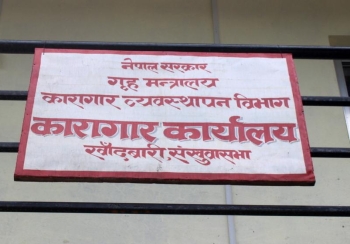 नेपाल सरकार
गृह मन्त्रालय
कारागार व्यवस्थापन विभाग
कारागार कार्यालय
खाँदबारी, संखुवासभा